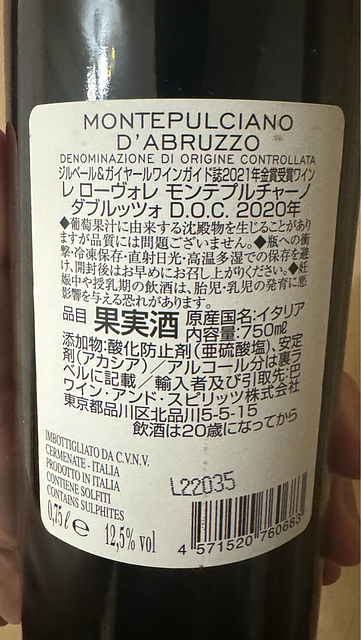 MONTEPULCIANO
D'ABRUZZO
DENOMINAZIONE DI ORIGINE CONTROLLATA
ジルベール&ガイヤールワインガイド誌2021年金賞受賞ワイン
レ ローヴォレ モンテプルチャーノ
ダブルッツォ D.O.C. 2020年
◆葡萄果汁に由来する沈殿物を生じることがあり
ますが品質には問題ございません。◆瓶への衝
撃・冷凍保存・直射日光・高温多湿での保存を避
け、開封後はお早めにお召し上がりください。◆妊
娠中や授乳期の飲酒は、胎児・乳児の発育に悪
影響を与える恐れがあります。
品目 果実酒 原産国名:イタリア
内容量:750㎖
添加物:酸化防止剤(亜硫酸塩)、安定
剤(アカシア)/アルコール分は裏ラ
ベルに記載/輸入者及び引取先:巴
ワイン・アンド・スピリッツ株式会社
東京都品川区北品川5-5-15
飲酒は20歳になってから
IMBOTTIGLIATO DA C.V.N.V.
CERMENATE - ITALIA
PRODOTTO IN ITALIA
CONTIENE SOLFITI
CONTAINS SULPHITES
0,75 ℓ e 12,5% vol
L22035
4 571520 760683